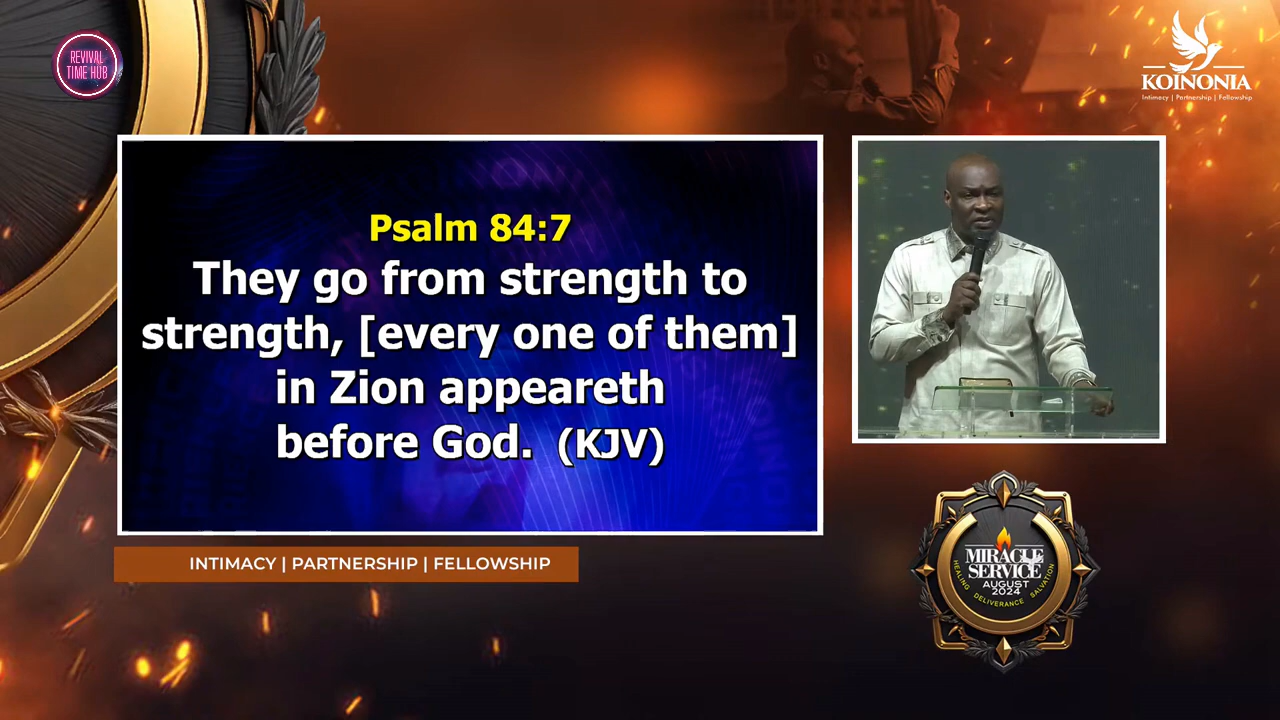 REVIVAL
TIME HUB
KOINONIA
Intimacy | Partnership | Fellowship
Psalm 84:7
They go from strength to
strength, [every one of them]
in Zion appeareth
before God. (KJV)
INTIMACY | PARTNERSHIP | FELLOWSHIP
MIRACLE
SERVICE
AUGUST
2024
HEALING DELIVERANCE SALVATION